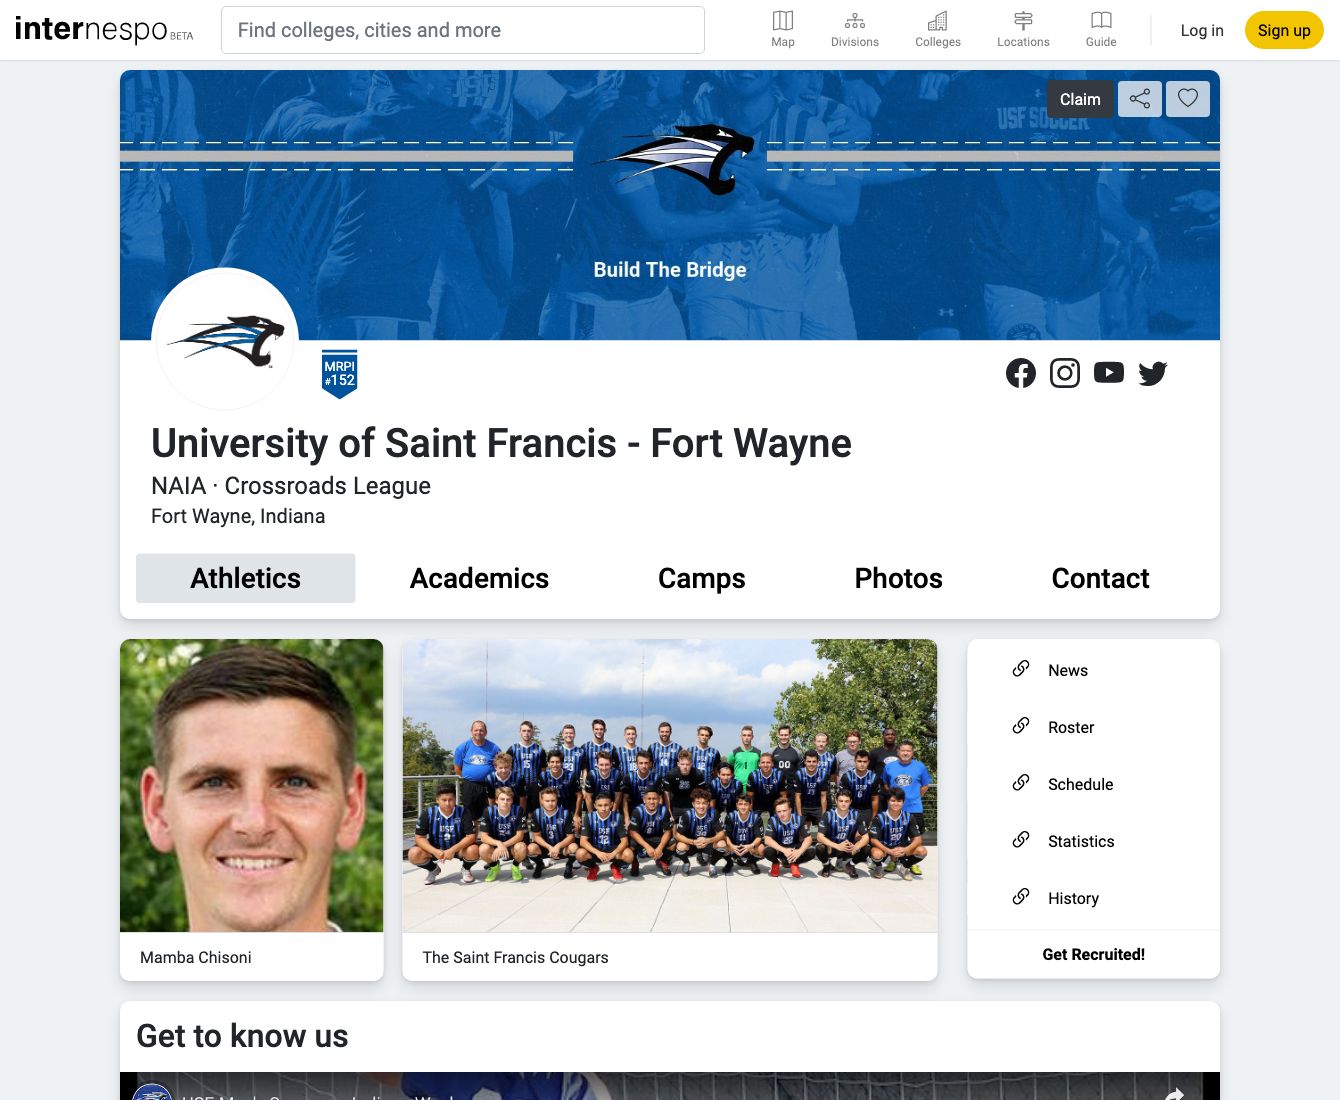 internespo BETA
Find colleges, cities and more
Map
Divisions
Colleges
Locations
Guide
Log in
Sign up
Claim
USF SOCCER
Build The Bridge
MRPI
#152
University of Saint Francis - Fort Wayne
NAIA · Crossroads League
Fort Wayne, Indiana
Athletics
Academics
Camps
Photos
Contact
News
Roster
Schedule
Statistics
History
Get Recruited!
Mamba Chisoni
The Saint Francis Cougars
Get to know us